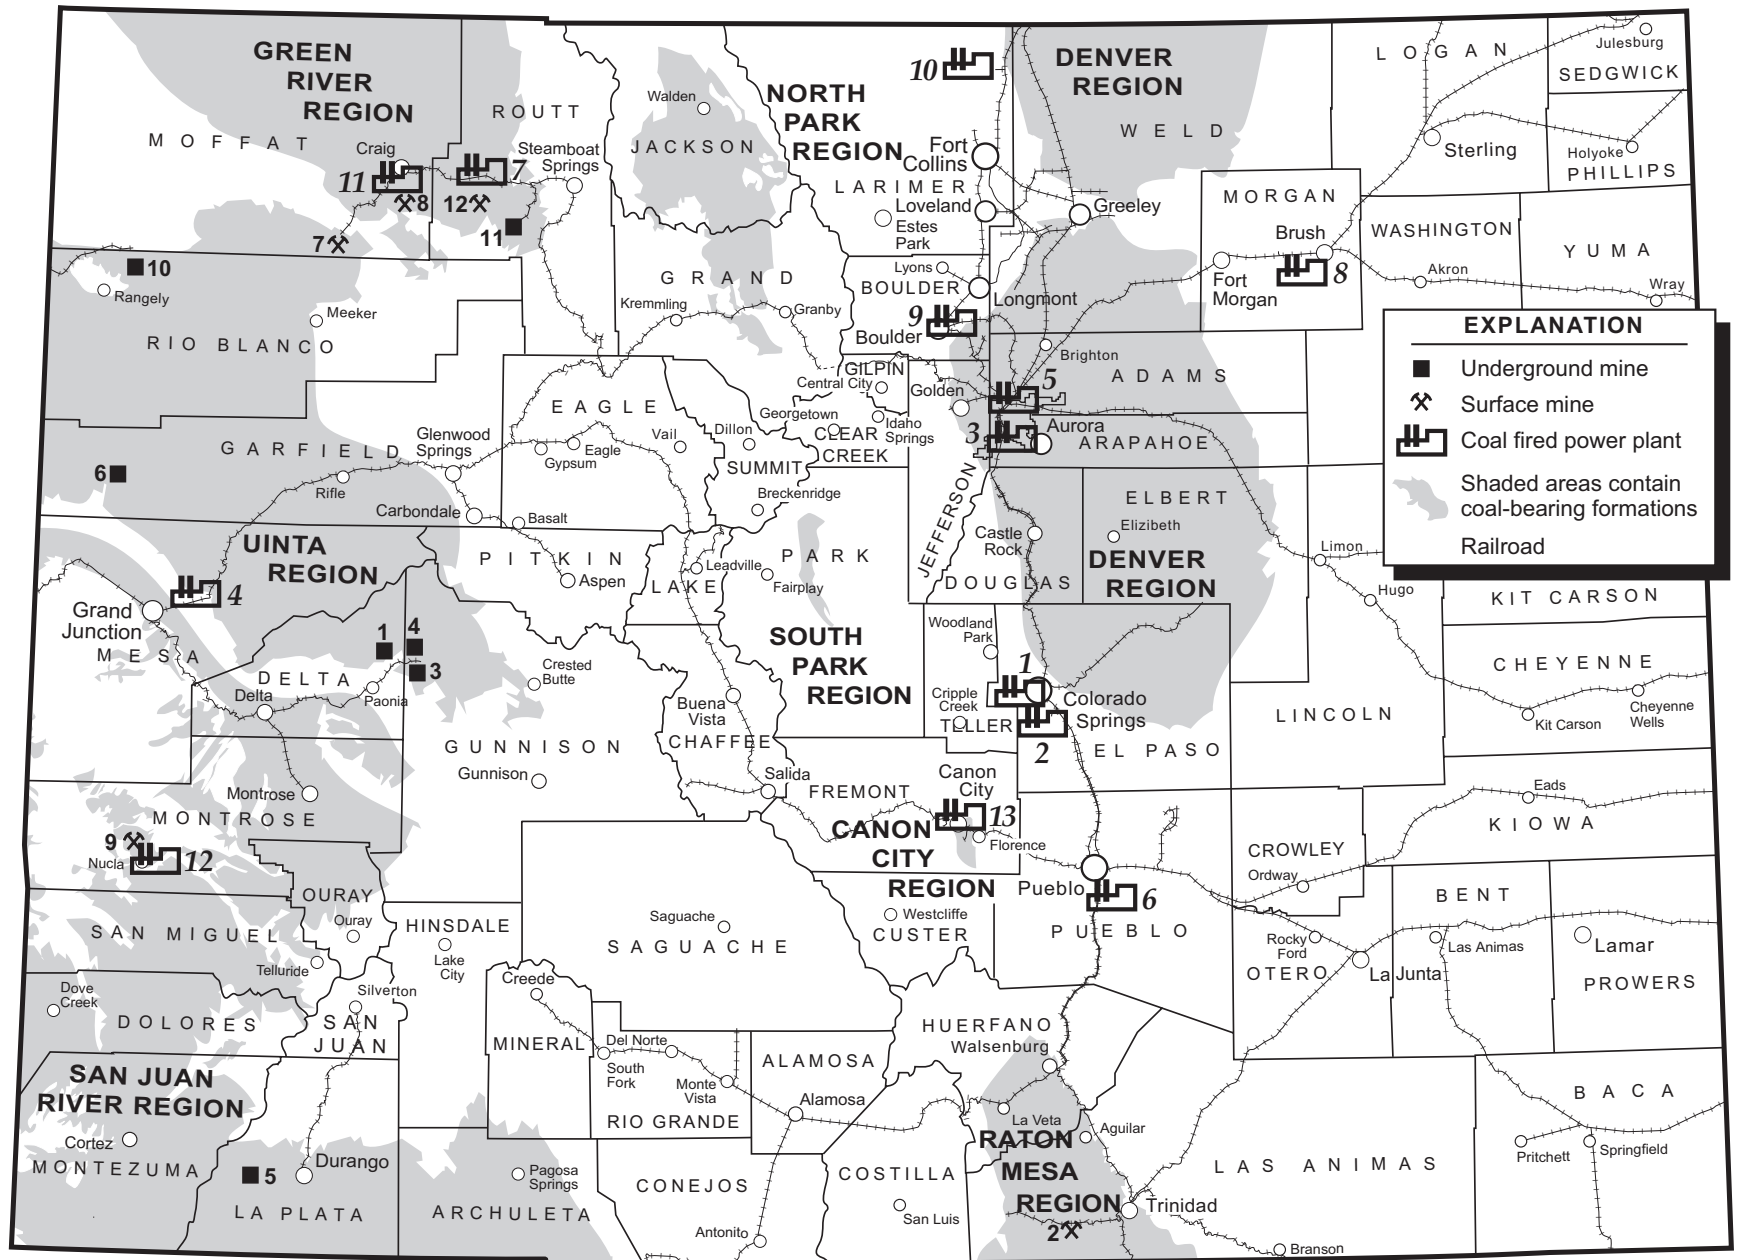 GREEN
RIVER
REGION
MOFFAT
Craig
11
8
7
ROUTT
Steamboat
Springs
7
12
11
10
Rangely
Meeker
RIO BLANCO
Walden
JACKSON
NORTH
PARK
REGION
LARIMER
10
Fort
Collins
Loveland
Estes
Park
DENVER
REGION
WELD
Greeley
LOGAN
Julesburg
SEDGWICK
Sterling
Holyoke
PHILLIPS
MORGAN
Brush
8
Fort
Morgan
WASHINGTON
Akron
YUMA
Wray
GRAND
Kremmling
Granby
Lyons
BOULDER
Longmont
9
Boulder
GILPIN
Central City
Golden
Brighton
5
ADAMS
Georgetown
Idaho
Springs
CLEAR
CREEK
3
Aurora
ARAPAHOE
EXPLANATION
Underground mine
Surface mine
Coal fired power plant
Shaded areas contain
coal-bearing formations
Railroad
EAGLE
Vail
Eagle
Gypsum
Dillon
SUMMIT
Breckenridge
GARFIELD
Glenwood
Springs
6
Rifle
Carbondale
Basalt
JEFFERSON
ELBERT
Elizibeth
Castle
Rock
DENVER
REGION
DOUGLAS
Limon
Hugo
KIT CARSON
UINTA
REGION
4
Grand
Junction
MESA
PITKIN
Aspen
LAKE
Leadville
PARK
Fairplay
1
4
3
DELTA
Delta
Paonia
Crested
Butte
SOUTH
PARK
REGION
Woodland
Park
1
Colorado
Springs
Cripple
Creek
TELLER
2
EL PASO
LINCOLN
CHEYENNE
Kit Carson
Cheyenne
Wells
Buena
Vista
CHAFFEE
GUNNISON
Gunnison
Salida
Montrose
MONTROSE
9
Nucla
12
FREMONT
Canon
City
13
CANON
CITY
REGION
Florence
Pueblo
6
Eads
KIOWA
CROWLEY
Ordway
OURAY
Ouray
SAN MIGUEL
Telluride
HINSDALE
Lake
City
Saguache
SAGUACHE
Westcliffe
CUSTER
PUEBLO
Rocky
Ford
OTERO
La Junta
BENT
Las Animas
Lamar
PROWERS
Dove
Creek
DOLORES
Silverton
SAN
JUAN
Creede
MINERAL
Del Norte
South
Fork
Monte
Vista
RIO GRANDE
ALAMOSA
Alamosa
HUERFANO
Walsenburg
SAN JUAN
RIVER REGION
Cortez
MONTEZUMA
5
Durango
LA PLATA
Pagosa
Springs
ARCHULETA
CONEJOS
Antonito
COSTILLA
San Luis
La Veta
RATON
MESA
REGION
Aguilar
2
Trinidad
LAS ANIMAS
Branson
BACA
Pritchett
Springfield